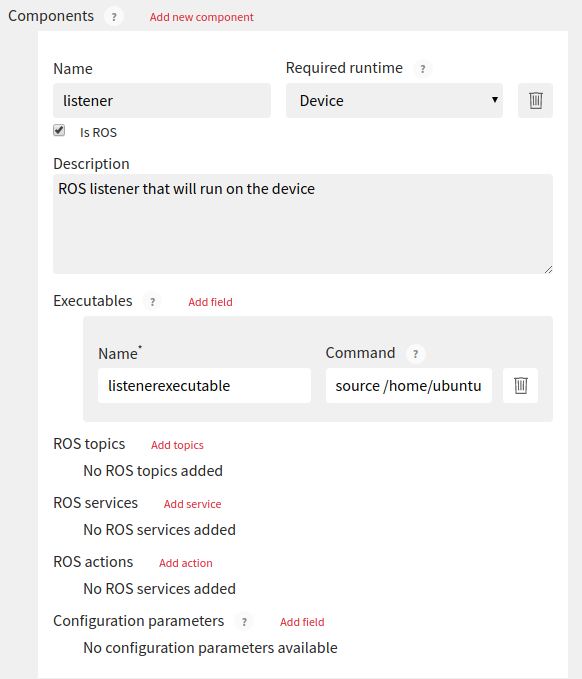 Components ? Add new component
Name Required runtime ?
listener Device
Is ROS
Description
ROS listener that will run on the device
Executables ? Add field
Name* Command ?
listenerexecutable source /home/ubuntu
ROS topics Add topics
No ROS topics added
ROS services Add service
No ROS services added
ROS actions Add action
No ROS services added
Configuration parameters ? Add field
No configuration parameters available